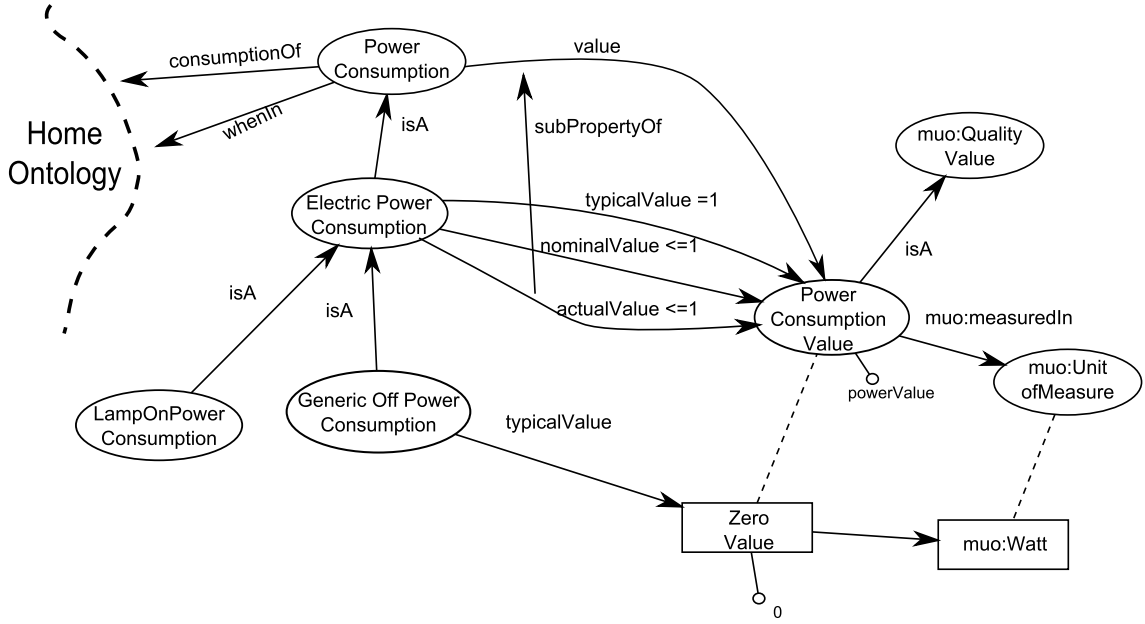 Power
Consumption
value
consumptionOf
whenIn
Home
Ontology
isA
subPropertyOf
muo:Quality
Value
Electric Power
Consumption
typicalValue =1
nominalValue <=1
actualValue <=1
isA
isA
isA
Power
Consumption
Value
muo:measuredIn
powerValue
muo:Unit
ofMeasure
LampOnPower
Consumption
Generic Off Power
Consumption
typicalValue
Zero
Value
muo:Watt
0